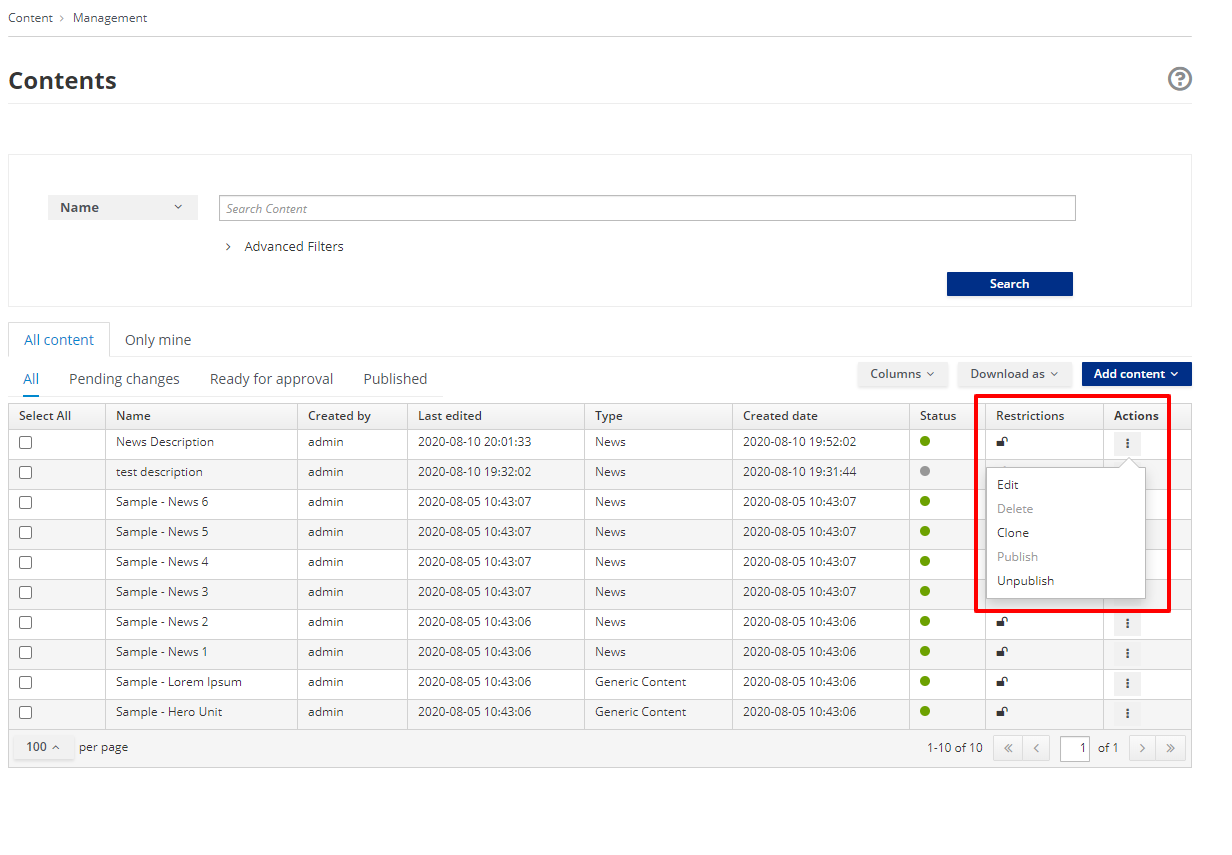 Content > Management
Contents
Name
Search Content
Advanced Filters
Search
All content Only mine
All Pending changes Ready for approval Published
Columns Download as Add content
Select All Name Created by Last edited Type Created date Status Restrictions Actions
News Description admin 2020-08-10 20:01:33 News 2020-08-10 19:52:02
test description admin 2020-08-10 19:32:02 News 2020-08-10 19:31:44
Sample - News 6 admin 2020-08-05 10:43:07 News 2020-08-05 10:43:07
Sample - News 5 admin 2020-08-05 10:43:07 News 2020-08-05 10:43:07
Sample - News 4 admin 2020-08-05 10:43:07 News 2020-08-05 10:43:07
Sample - News 3 admin 2020-08-05 10:43:07 News 2020-08-05 10:43:07
Sample - News 2 admin 2020-08-05 10:43:06 News 2020-08-05 10:43:06
Sample - News 1 admin 2020-08-05 10:43:06 News 2020-08-05 10:43:06
Sample - Lorem Ipsum admin 2020-08-05 10:43:06 Generic Content 2020-08-05 10:43:06
Sample - Hero Unit admin 2020-08-05 10:43:06 Generic Content 2020-08-05 10:43:06
Edit
Delete
Clone
Publish
Unpublish
100 per page 1-10 of 10 « ‹ 1 of 1 › »